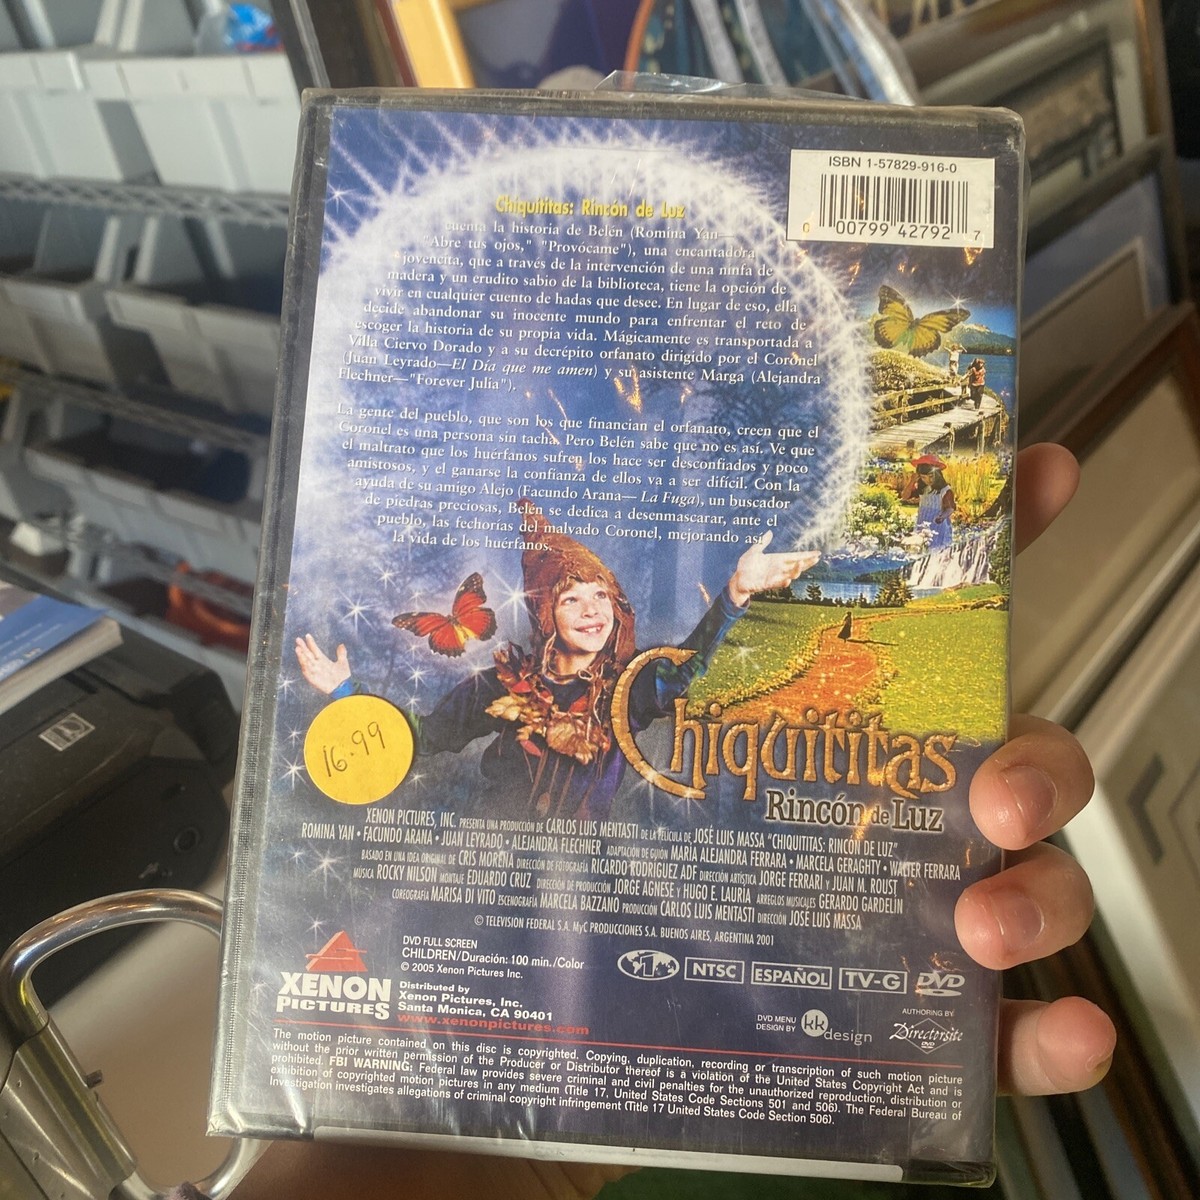 ISBN 1-57829-916-0
0 00799 42792 7
Chiquititas: Rincón de Luz
cuenta la historia de Belén (Romina Yan—
"Abre tus ojos," "Provócame"), una encantadora
jovencita, que a través de la intervención de una ninfa de
madera y un erudito sabio de la biblioteca, tiene la opción de
vivir en cualquier cuento de hadas que desee. En lugar de eso, ella
decide abandonar su inocente mundo para enfrentar el reto de
escoger la historia de su propia vida. Mágicamente es transportada a
Villa Ciervo Dorado y a su decrépito orfanato dirigido por el Coronel
(Juan Leyrado—El Día que me amen) y su asistente Marga (Alejandra
Flechner—"Forever Julia").
La gente del pueblo, que son los que financian el orfanato, creen que el
Coronel es una persona sin tacha. Pero Belén sabe que no es así. Ve que
el maltrato que los huérfanos sufren los hace ser desconfiados y poco
amistosos, y el ganarse la confianza de ellos va a ser difícil. Con la
ayuda de su amigo Alejo (Facundo Arana— La Fuga), un buscador
de piedras preciosas, Belén se dedica a desenmascarar, ante el
pueblo, las fechorías del malvado Coronel, mejorando así
la vida de los huérfanos.
16.99
Chiquititas
Rincón de Luz
XENON PICTURES, INC. PRESENTA UNA PRODUCCIÓN DE CARLOS LUIS MENTASTI DE LA PELÍCULA DE JOSÉ LUIS MASSA "CHIQUITITAS: RINCÓN DE LUZ"
ROMINA YAN • FACUNDO ARANA • JUAN LEYRADO • ALEJANDRA FLECHNER ADAPTACIÓN DE GUIÓN MARÍA ALEJANDRA FERRARA • MARCELA GERAGHTY • WALTER FERRARA
BASADO EN UNA IDEA ORIGINAL DE CRIS MORENA DIRECCIÓN DE FOTOGRAFÍA RICARDO RODRIGUEZ ADF DIRECCIÓN ARTÍSTICA JORGE FERRARI Y JUAN M. ROUST
MÚSICA ROCKY NILSON MONTAJE EDUARDO CRUZ DIRECCIÓN DE PRODUCCIÓN JORGE AGNESE Y HUGO E. LAURIA ARREGLOS MUSICALES GERARDO GARDELÍN
COREOGRAFÍA MARISA DI VITO ESCENOGRAFÍA MARCELA BAZZANO PRODUCCIÓN CARLOS LUIS MENTASTI DIRECCIÓN JOSÉ LUIS MASSA
© TELEVISION FEDERAL S.A. MyC PRODUCCIONES S.A. BUENOS AIRES, ARGENTINA 2001
XENON
PICTURES
DVD FULL SCREEN
CHILDREN/Duración: 100 min./Color
© 2005 Xenon Pictures Inc.
Distributed by
Xenon Pictures, Inc.
Santa Monica, CA 90401
www.xenonpictures.com
1 NTSC ESPAÑOL TV-G DVD
DVD MENU
DESIGN BY
kk design
AUTHORING BY
Directorsite
DVD
The motion picture contained on this disc is copyrighted. Copying, duplication, recording or transcription of such motion picture
without the prior written permission of the Producer or Distributor thereof is a violation of the United States Copyright Act and is
prohibited. FBI WARNING: Federal law provides severe criminal and civil penalties for the unauthorized reproduction, distribution or
exhibition of copyrighted motion pictures in any medium (Title 17, United States Code Sections 501 and 506). The Federal Bureau of
Investigation investigates allegations of criminal copyright infringement (Title 17 United States Code Section 506).